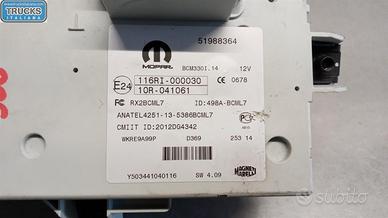 TRUCKS
ITALIANA
51988364
MOPAR.
BCM330I.14 12V
E24 116RI-000030
10R-041061
CE 0678
FC RX2BCML7 ID:498A-BCML7
ANATEL4251-13-5386BCML7
CMIIT ID:2012DG4342
WKRE9A99P D369 253 14
MAGNETI
MARELLI
Y503441040116 SW 4.09
subito